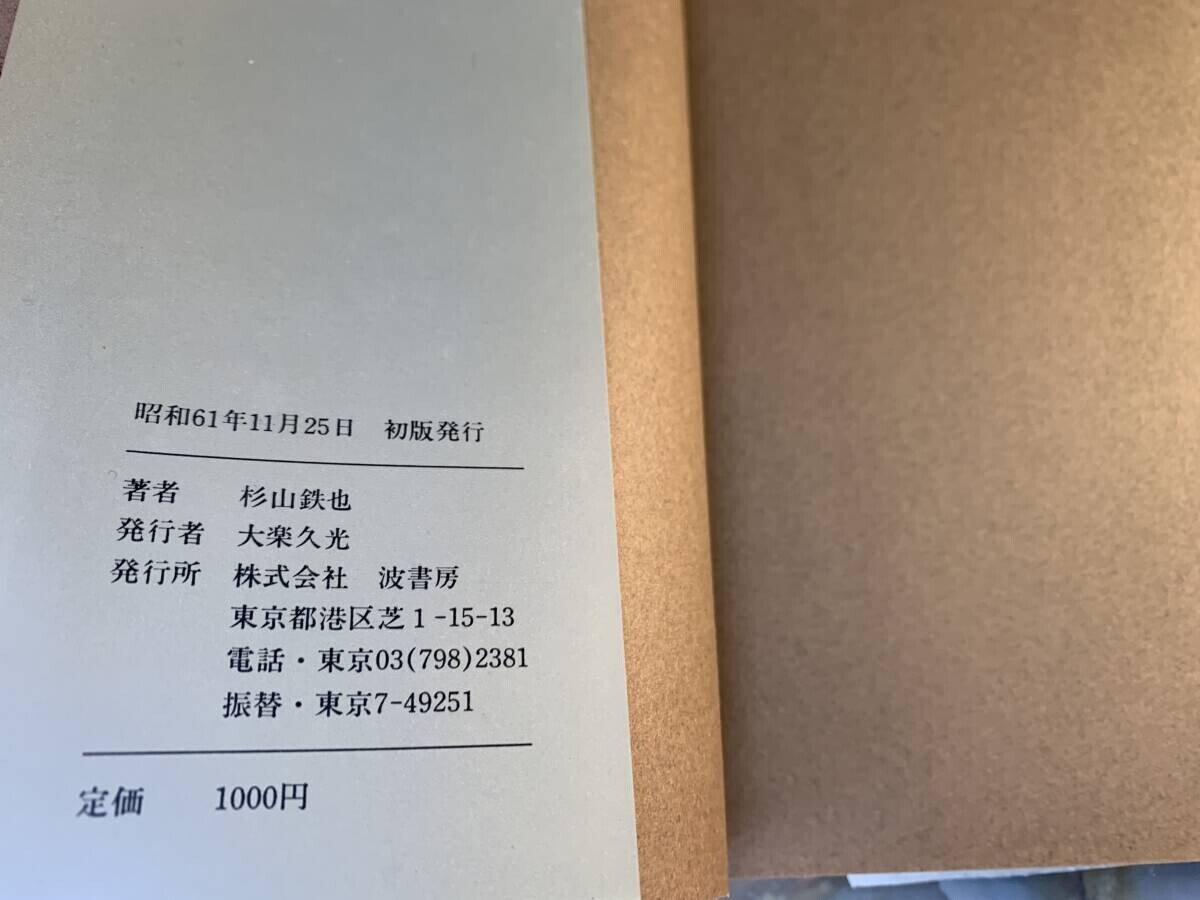 昭和61年11月25日　初版発行
著者　杉山鉄也
発行者　大楽久光
発行所　株式会社　波書房
東京都港区芝1-15-13
電話・東京03(798)2381
振替・東京7-49251
定価　1000円